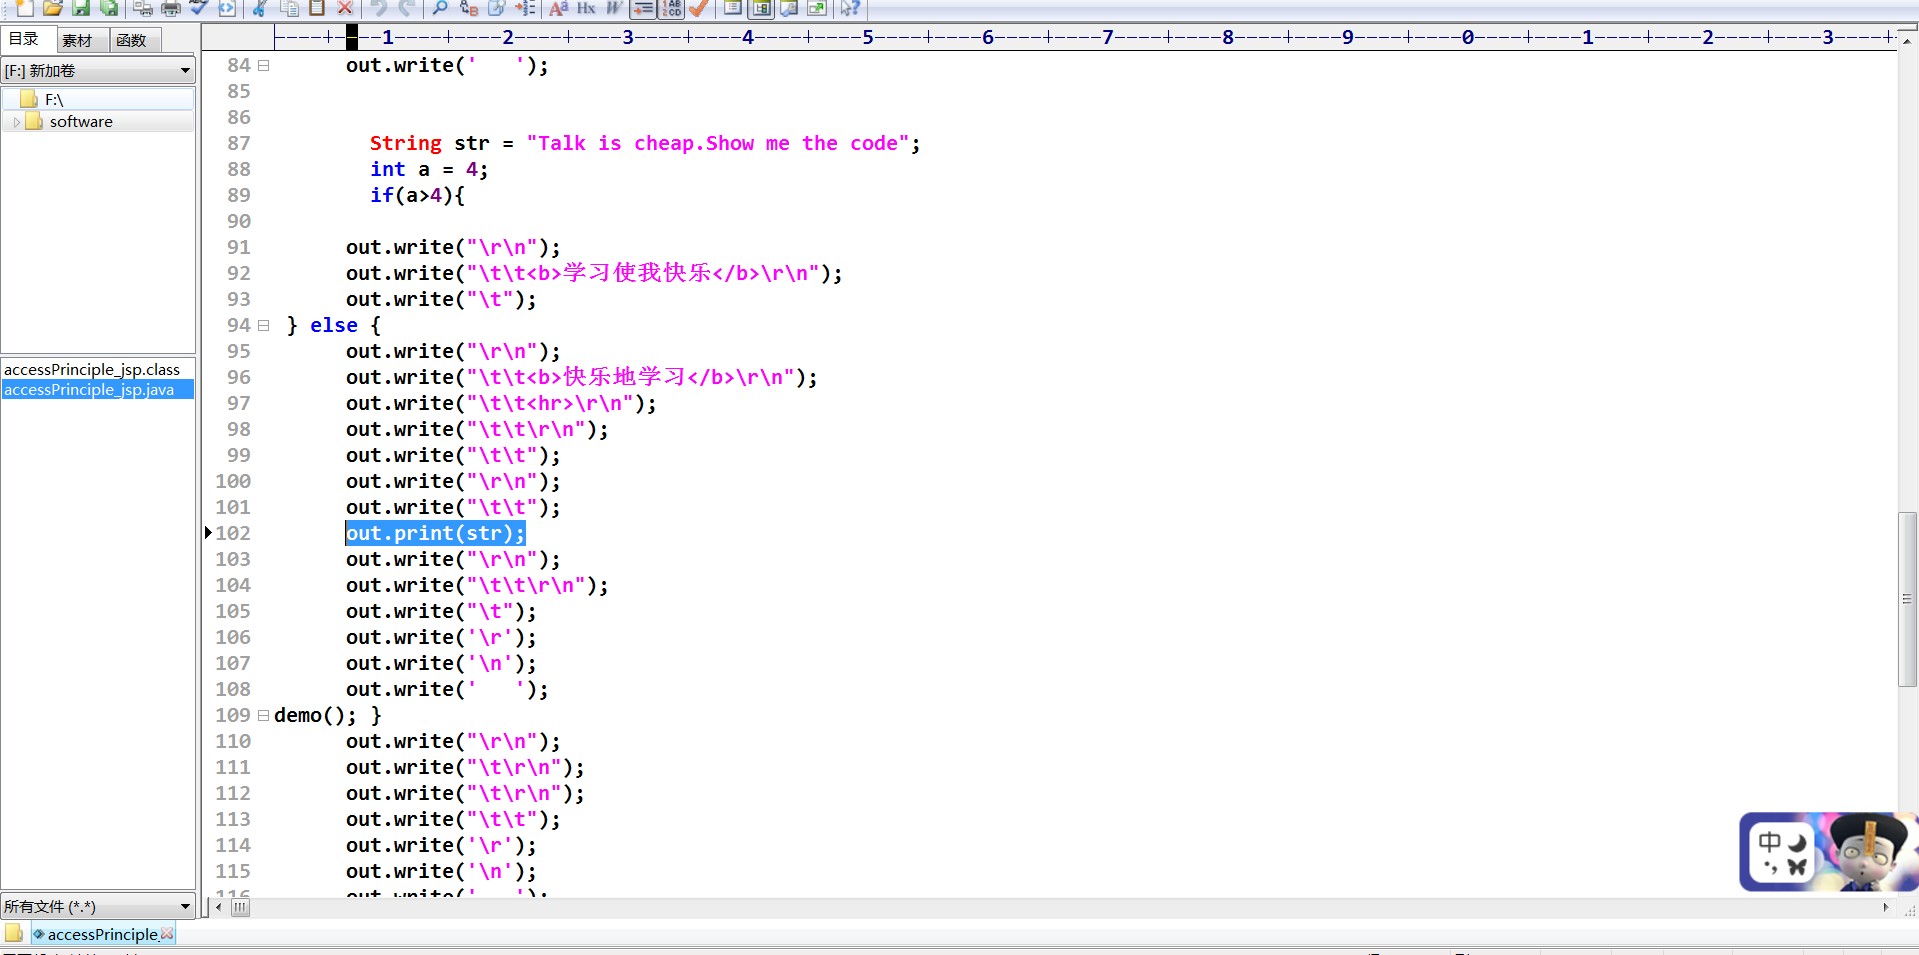 目录 素材 函数
[F:] 新加卷
F:\
software
accessPrinciple_jsp.class
accessPrinciple_jsp.java
所有文件 (*.*)
accessPrinciple
----+----1----+----2----+----3----+----4----+----5----+----6----+----7----+----8----+----9----+----0----+----1----+----2----+----3----+
84 out.write('   ');
85
86
87 String str = "Talk is cheap.Show me the code";
88 int a = 4;
89 if(a>4){
90
91 out.write("\r\n");
92 out.write("\t\t<b>学习使我快乐</b>\r\n");
93 out.write("\t");
94 } else {
95 out.write("\r\n");
96 out.write("\t\t<b>快乐地学习</b>\r\n");
97 out.write("\t\t<hr>\r\n");
98 out.write("\t\t\r\n");
99 out.write("\t\t");
100 out.write("\r\n");
101 out.write("\t\t");
102 out.print(str);
103 out.write("\r\n");
104 out.write("\t\t\r\n");
105 out.write("\t");
106 out.write('\r');
107 out.write('\n');
108 out.write('   ');
109 demo(); }
110 out.write("\r\n");
111 out.write("\t\r\n");
112 out.write("\t\r\n");
113 out.write("\t\t");
114 out.write('\r');
115 out.write('\n');
116 out.write('   ');
中